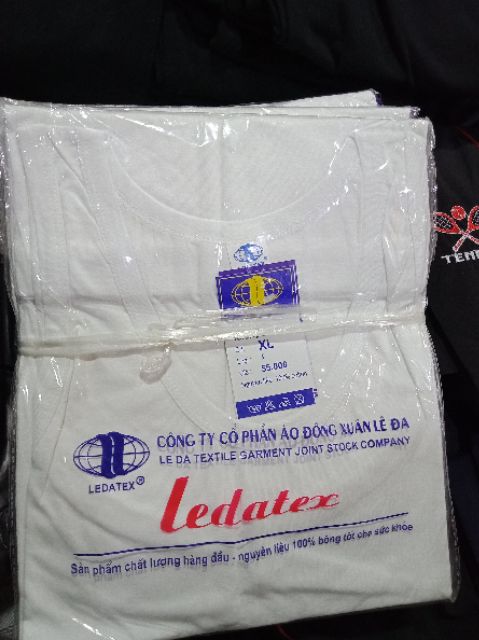 XL
55.000
CÔNG TY CỔ PHẦN ÁO ĐÔNG XUÂN LÊ ĐA
LE DA TEXTILE GARMENT JOINT STOCK COMPANY
LEDATEX®
Ledatex
Sản phẩm chất lượng hàng đầu - nguyên liệu 100% bông tốt cho sức khỏe
TENN